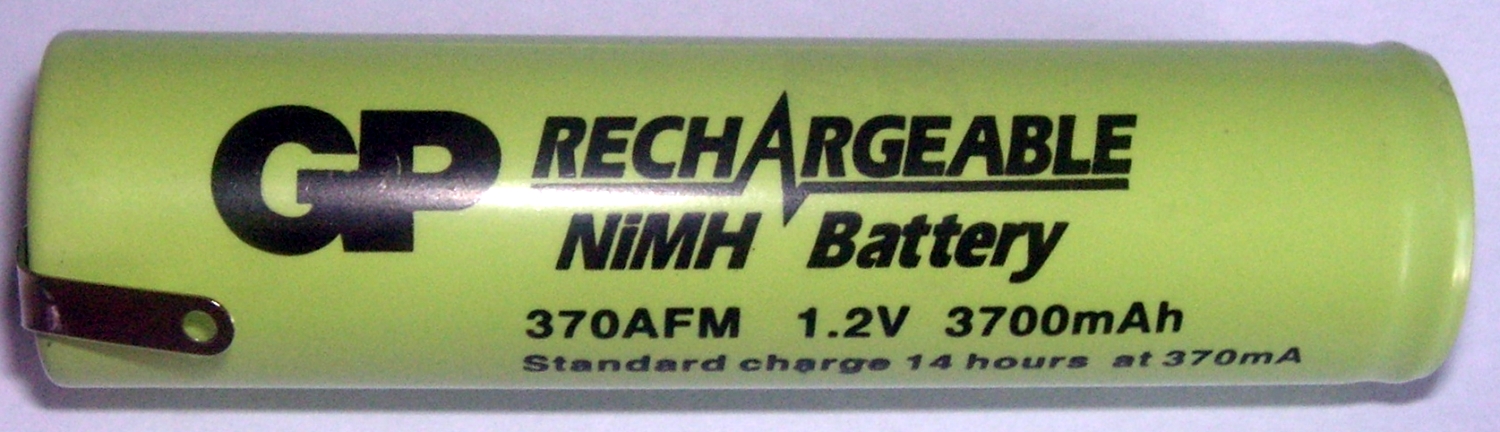 GP
RECHARGEABLE
NiMH Battery
370AFM 1.2V 3700mAh
Standard charge 14 hours at 370mA